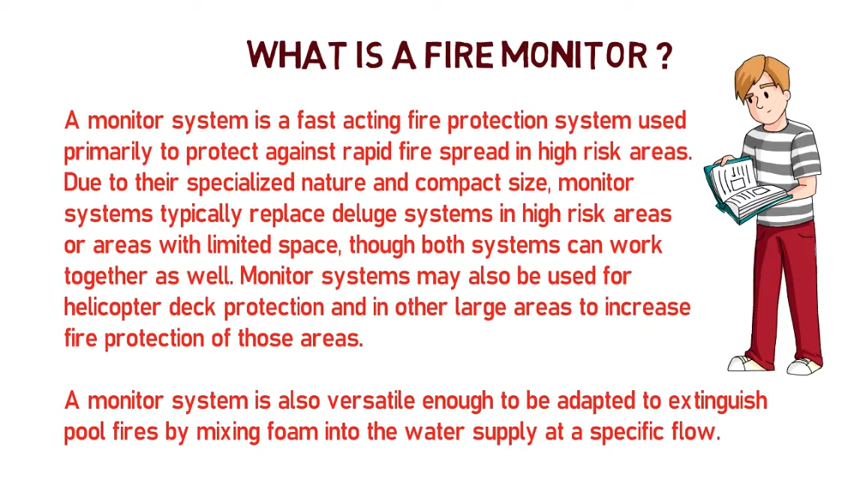 WHAT IS A FIRE MONITOR ?
A monitor system is a fast acting fire protection system used
primarily to protect against rapid fire spread in high risk areas.
Due to their specialized nature and compact size, monitor
systems typically replace deluge systems in high risk areas
or areas with limited space, though both systems can work
together as well. Monitor systems may also be used for
helicopter deck protection and in other large areas to increase
fire protection of those areas.
A monitor system is also versatile enough to be adapted to extinguish
pool fires by mixing foam into the water supply at a specific flow.